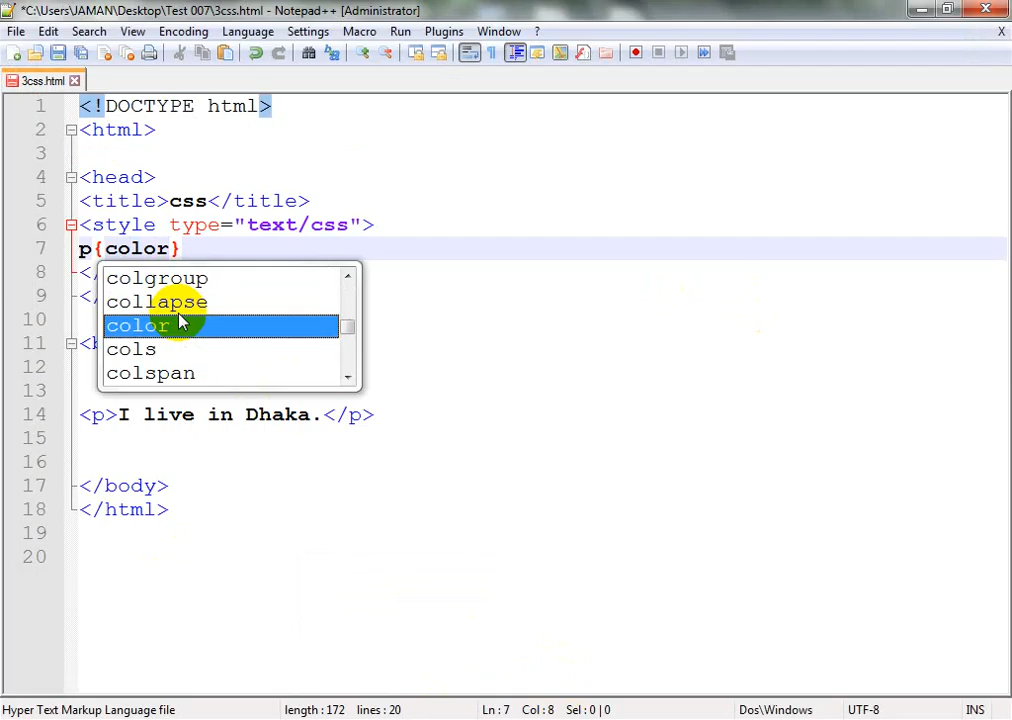 *C:\Users\JAMAN\Desktop\Test 007\3css.html - Notepad++ [Administrator]
File Edit Search View Encoding Language Settings Macro Run Plugins Window ? X
3css.html
1 <!DOCTYPE html>
2 <html>
3
4 <head>
5 <title>css</title>
6 <style type="text/css">
7 p{color}
8 </
9 </
10
11 <b
12
13
14 <p>I live in Dhaka.</p>
15
16
17 </body>
18 </html>
19
20
colgroup
collapse
color
cols
colspan
Hyper Text Markup Language file length : 172 lines : 20 Ln : 7 Col : 8 Sel : 0 | 0 Dos\Windows UTF-8 INS